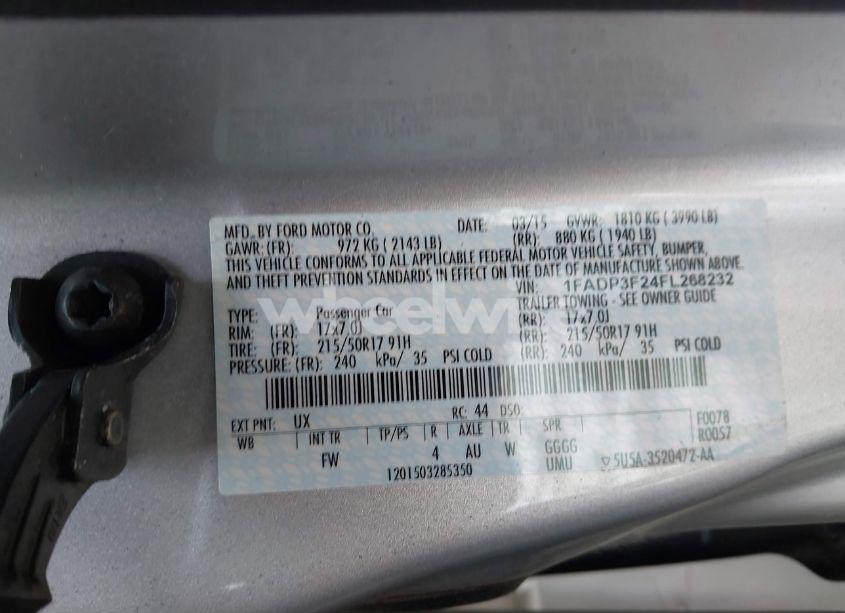 MFD. BY FORD MOTOR CO. DATE: 03/15 GVWR: 1810 KG ( 3990 LB)
GAWR: (FR): 972 KG ( 2143 LB) (RR): 880 KG ( 1940 LB)
THIS VEHICLE CONFORMS TO ALL APPLICABLE FEDERAL MOTOR VEHICLE SAFETY, BUMPER,
AND THEFT PREVENTION STANDARDS IN EFFECT ON THE DATE OF MANUFACTURE SHOWN ABOVE.
VIN: 1FADP3F24FL268232
TYPE: Passenger Car TRAILER TOWING - SEE OWNER GUIDE
RIM: (FR): 17x7.0J (RR): 17x7.0J
TIRE: (FR): 215/50R17 91H (RR): 215/50R17 91H
PRESSURE: (FR): 240 kPa/ 35 PSI COLD (RR): 240 kPa/ 35 PSI COLD
EXT PNT: UX RC: 44 DSO: F0078
WB INT TR TP/PS R AXLE TR SPR R0057
FW 4 AU W GGGG
1201503285350 UMU 5U5A-3520472-AA